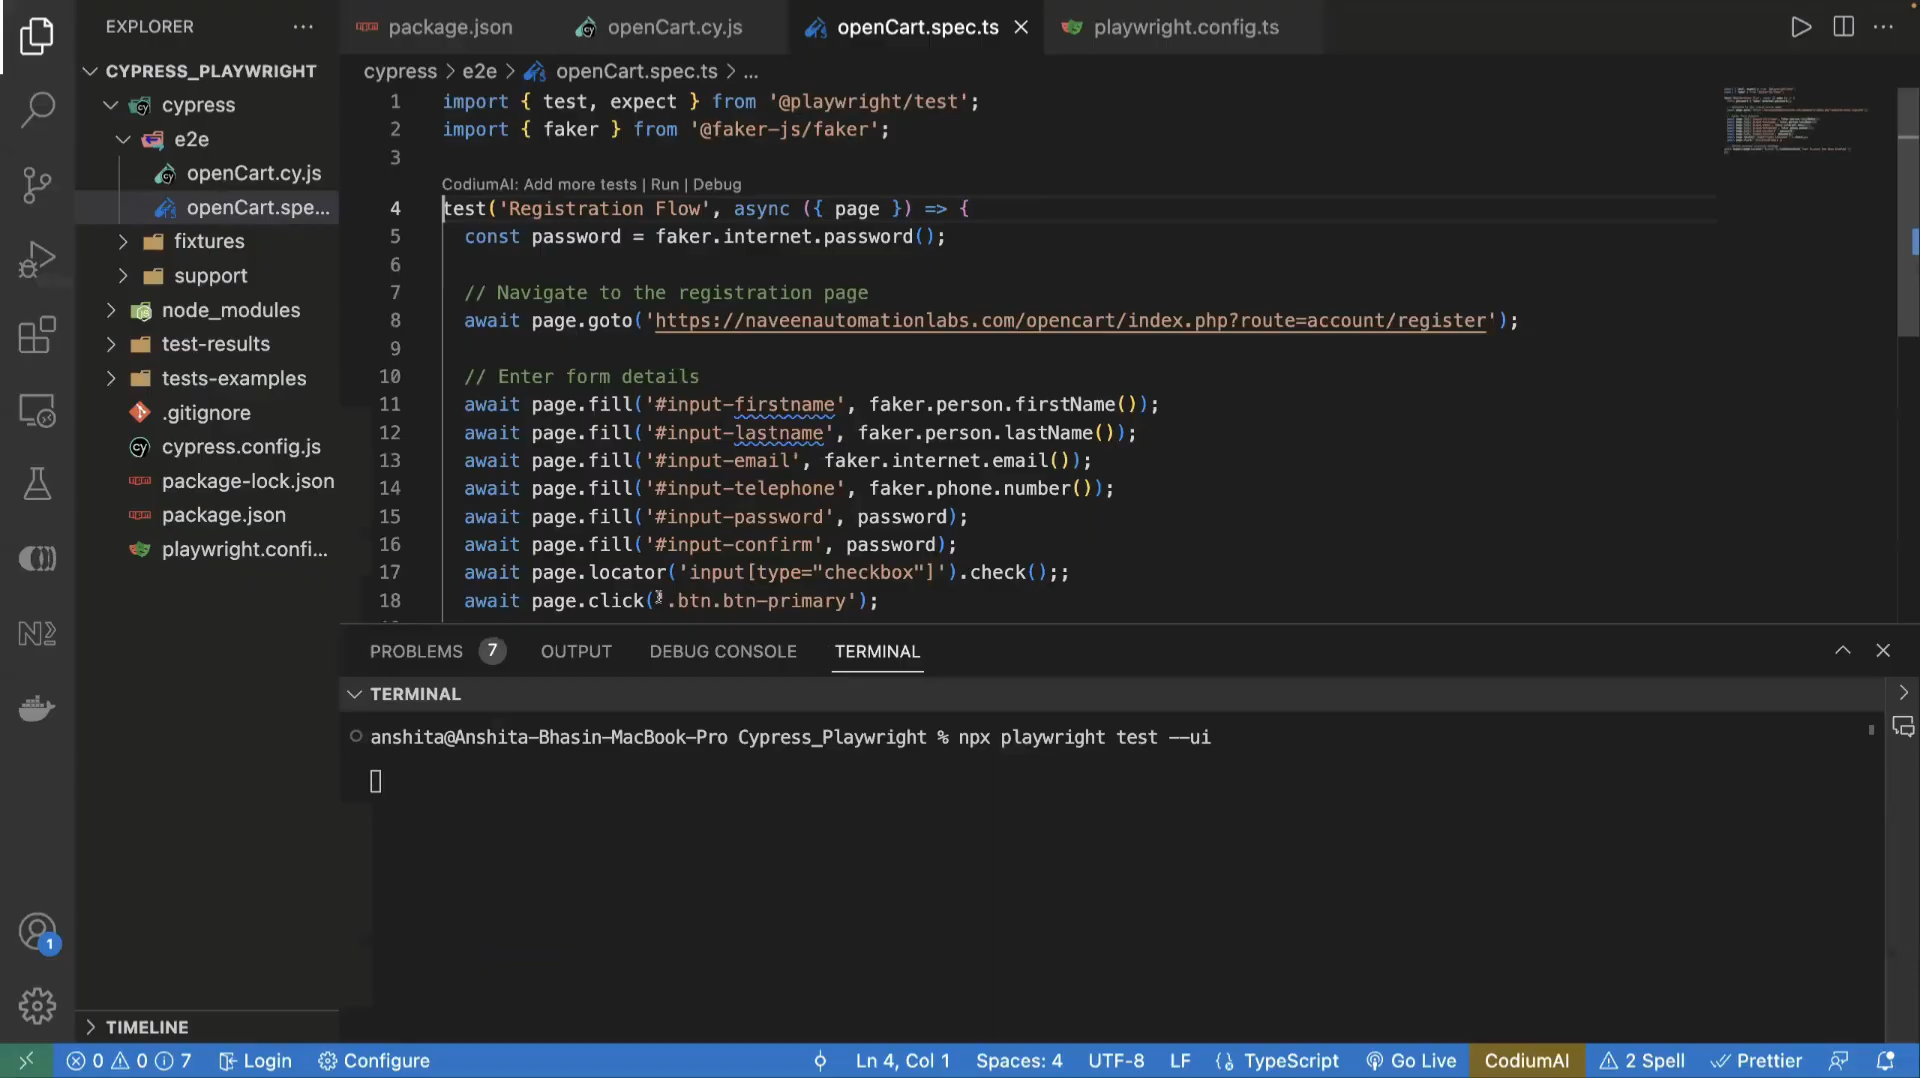 EXPLORER
package.json
openCart.cy.js
openCart.spec.ts
playwright.config.ts
CYPRESS_PLAYWRIGHT
cypress
e2e
openCart.cy.js
openCart.spe...
fixtures
support
node_modules
test-results
tests-examples
.gitignore
cypress.config.js
package-lock.json
package.json
playwright.confi...
TIMELINE
cypress > e2e > openCart.spec.ts > ...
1 import { test, expect } from '@playwright/test';
2 import { faker } from '@faker-js/faker';
3
CodiumAI: Add more tests | Run | Debug
4 test('Registration Flow', async ({ page }) => {
5 const password = faker.internet.password();
6
7 // Navigate to the registration page
8 await page.goto('https://naveenautomationlabs.com/opencart/index.php?route=account/register');
9
10 // Enter form details
11 await page.fill('#input-firstname', faker.person.firstName());
12 await page.fill('#input-lastname', faker.person.lastName());
13 await page.fill('#input-email', faker.internet.email());
14 await page.fill('#input-telephone', faker.phone.number());
15 await page.fill('#input-password', password);
16 await page.fill('#input-confirm', password);
17 await page.locator('input[type="checkbox"]').check();;
18 await page.click('.btn.btn-primary');
PROBLEMS 7 OUTPUT DEBUG CONSOLE TERMINAL
TERMINAL
anshita@Anshita-Bhasin-MacBook-Pro Cypress_Playwright % npx playwright test --ui
1
0 0 7 Login Configure Ln 4, Col 1 Spaces: 4 UTF-8 LF {} TypeScript Go Live CodiumAI 2 Spell Prettier